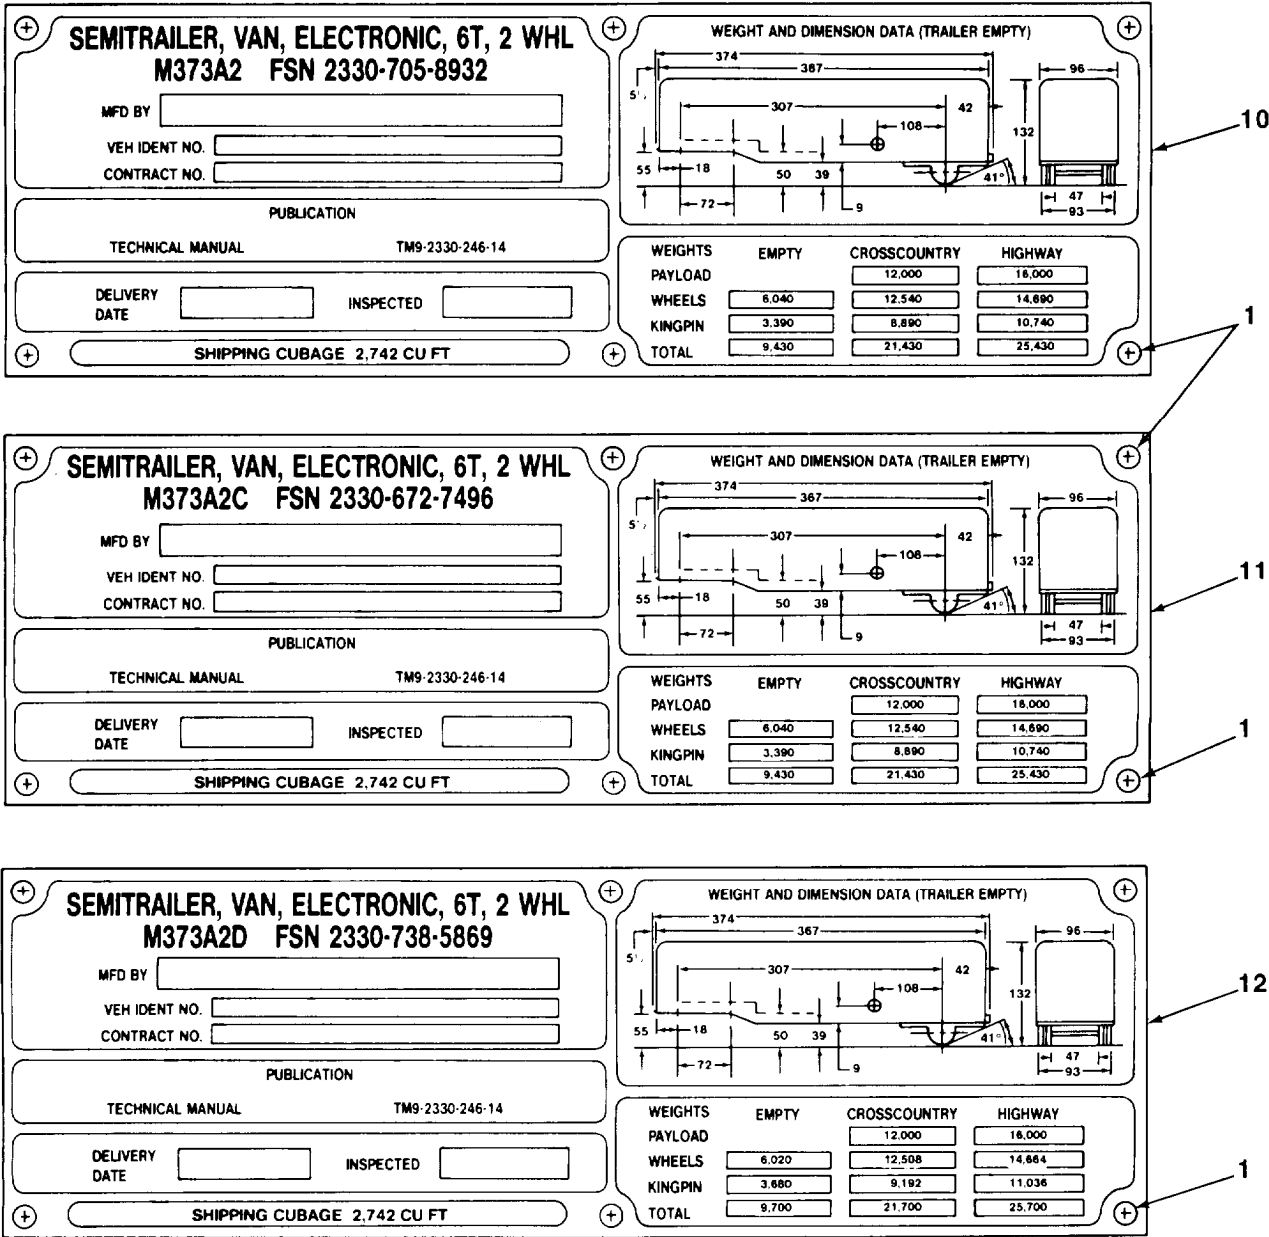 SEMITRAILER, VAN, ELECTRONIC, 6T, 2 WHL
M373A2 FSN 2330-705-8932
MFD BY
VEH IDENT NO.
CONTRACT NO.
PUBLICATION
TECHNICAL MANUAL TM9-2330-246-14
DELIVERY DATE INSPECTED
SHIPPING CUBAGE 2,742 CU FT
WEIGHT AND DIMENSION DATA (TRAILER EMPTY)
374
367 96
307 42
108 132
55 18 50 39 41°
72 9 47
93
WEIGHTS EMPTY CROSSCOUNTRY HIGHWAY
PAYLOAD 12,000 16,000
WHEELS 6,040 12,540 14,690
KINGPIN 3,390 8,890 10,740
TOTAL 9,430 21,430 25,430
10
1
SEMITRAILER, VAN, ELECTRONIC, 6T, 2 WHL
M373A2C FSN 2330-672-7496
MFD BY
VEH IDENT NO.
CONTRACT NO.
PUBLICATION
TECHNICAL MANUAL TM9-2330-246-14
DELIVERY DATE INSPECTED
SHIPPING CUBAGE 2,742 CU FT
WEIGHT AND DIMENSION DATA (TRAILER EMPTY)
374
367 96
307 42
108 132
55 18 50 39 41°
72 9 47
93
WEIGHTS EMPTY CROSSCOUNTRY HIGHWAY
PAYLOAD 12,000 16,000
WHEELS 6,040 12,540 14,690
KINGPIN 3,390 8,890 10,740
TOTAL 9,430 21,430 25,430
11
1
SEMITRAILER, VAN, ELECTRONIC, 6T, 2 WHL
M373A2D FSN 2330-738-5869
MFD BY
VEH IDENT NO.
CONTRACT NO.
PUBLICATION
TECHNICAL MANUAL TM9-2330-246-14
DELIVERY DATE INSPECTED
SHIPPING CUBAGE 2,742 CU FT
WEIGHT AND DIMENSION DATA (TRAILER EMPTY)
374
367 96
307 42
108 132
55 18 50 39 41°
72 9 47
93
WEIGHTS EMPTY CROSSCOUNTRY HIGHWAY
PAYLOAD 12,000 16,000
WHEELS 6,020 12,508 14,664
KINGPIN 3,680 9,192 11,036
TOTAL 9,700 21,700 25,700
12
1